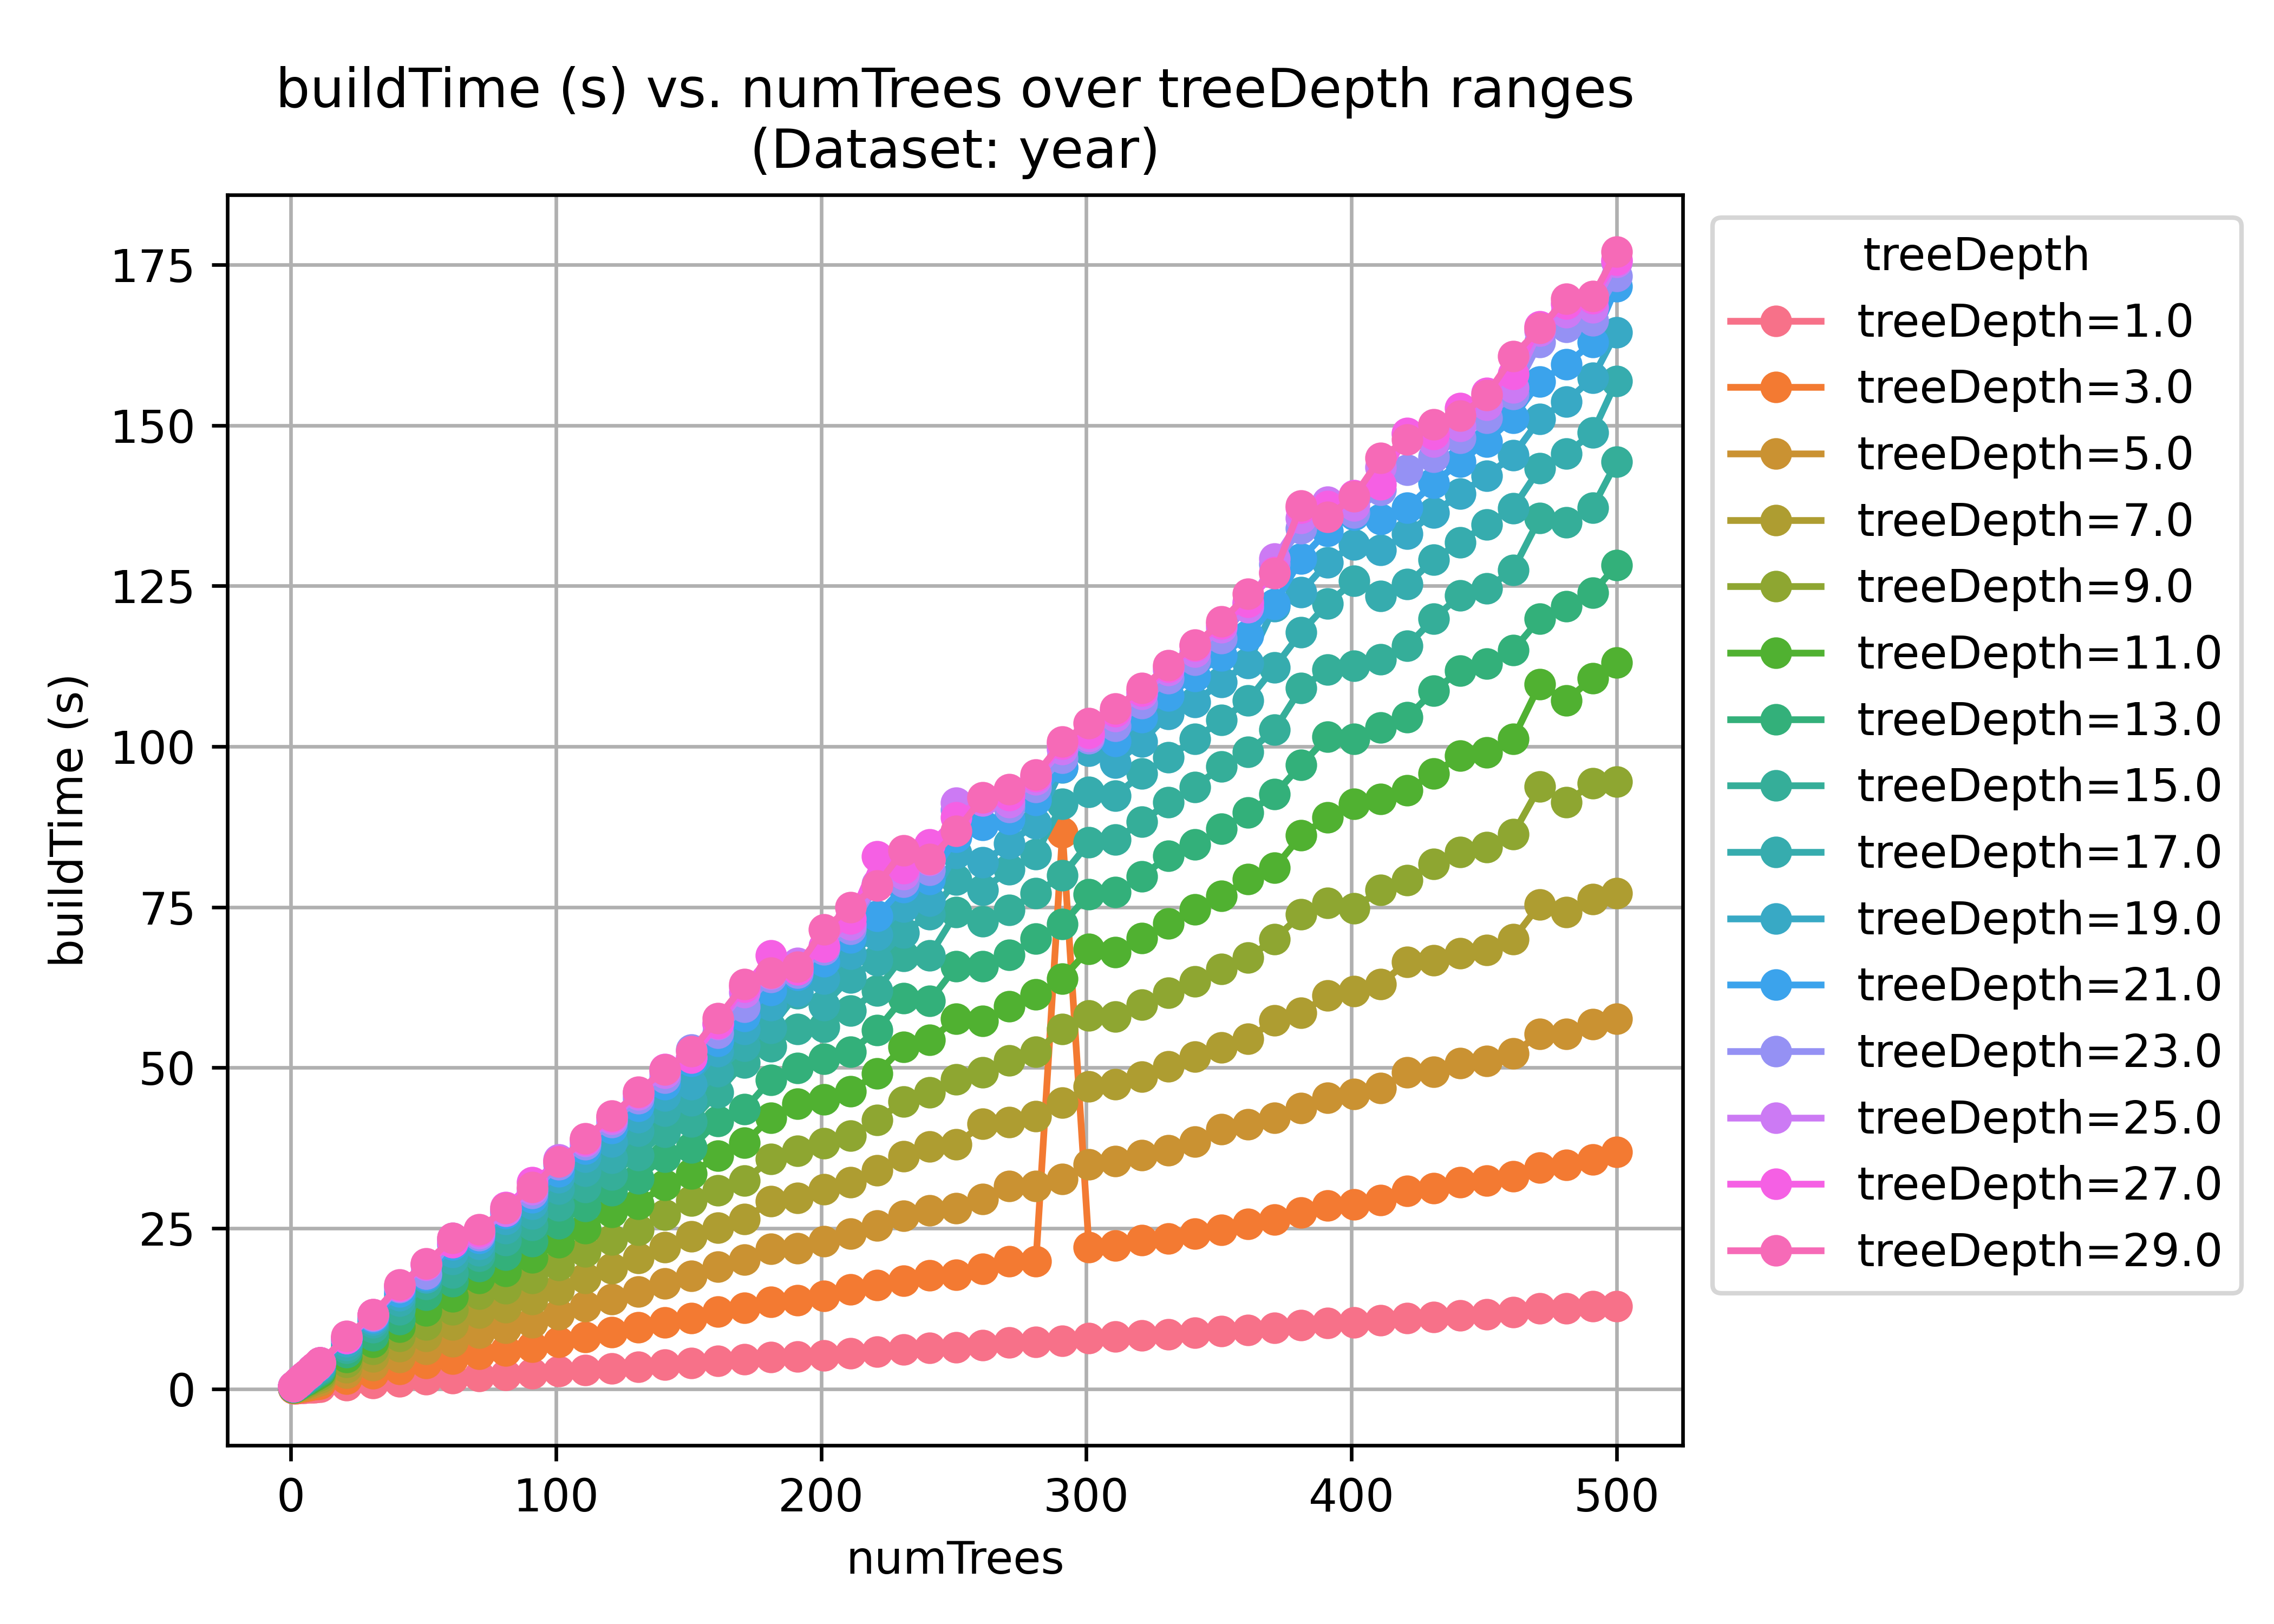 buildTime (s) vs. numTrees over treeDepth ranges
(Dataset: year)
175
150
125
100
75
50
25
0
buildTime (s)
0 100 200 300 400 500
numTrees
treeDepth
treeDepth=1.0
treeDepth=3.0
treeDepth=5.0
treeDepth=7.0
treeDepth=9.0
treeDepth=11.0
treeDepth=13.0
treeDepth=15.0
treeDepth=17.0
treeDepth=19.0
treeDepth=21.0
treeDepth=23.0
treeDepth=25.0
treeDepth=27.0
treeDepth=29.0